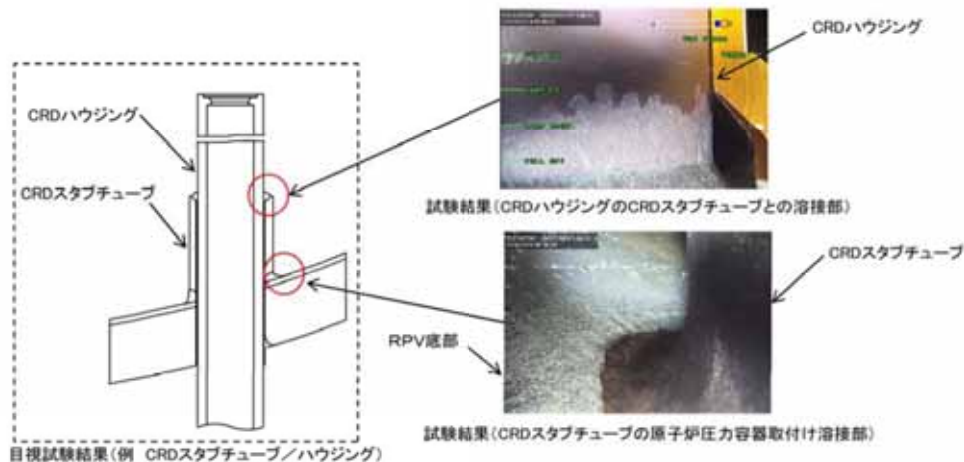 CRDハウジング
CRDハウジング
CRDスタブチューブ
試験結果(CRDハウジングのCRDスタブチューブとの溶接部)
CRDスタブチューブ
RPV底部
試験結果(CRDスタブチューブの原子炉圧力容器取付け溶接部)
目視試験結果(例 CRDスタブチューブ/ハウジング)